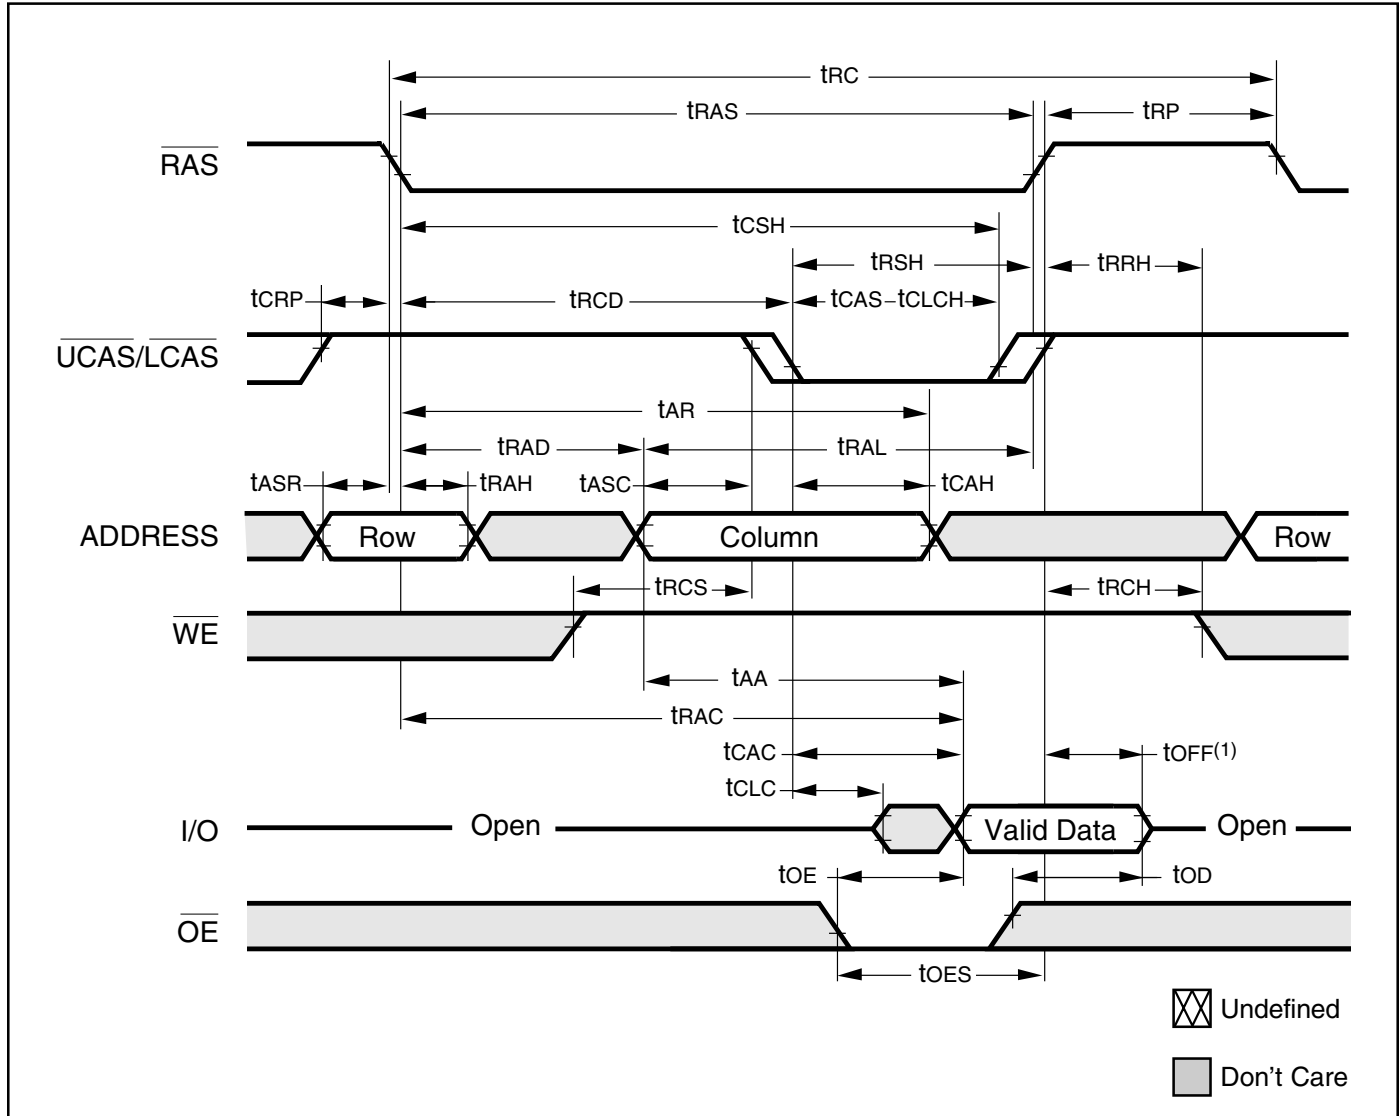 tRC
tRAS tRP
RAS
tCSH
tRSH tRRH
tCRP tRCD tCAS tCLCH
UCAS/LCAS
tAR
tRAD tRAL
tASR tRAH tASC tCAH
ADDRESS Row Column Row
tRCS tRCH
WE
tAA
tRAC
tCAC tOFF(1)
tCLC
I/O Open Valid Data Open
tOE tOD
OE
tOES
Undefined
Don't Care